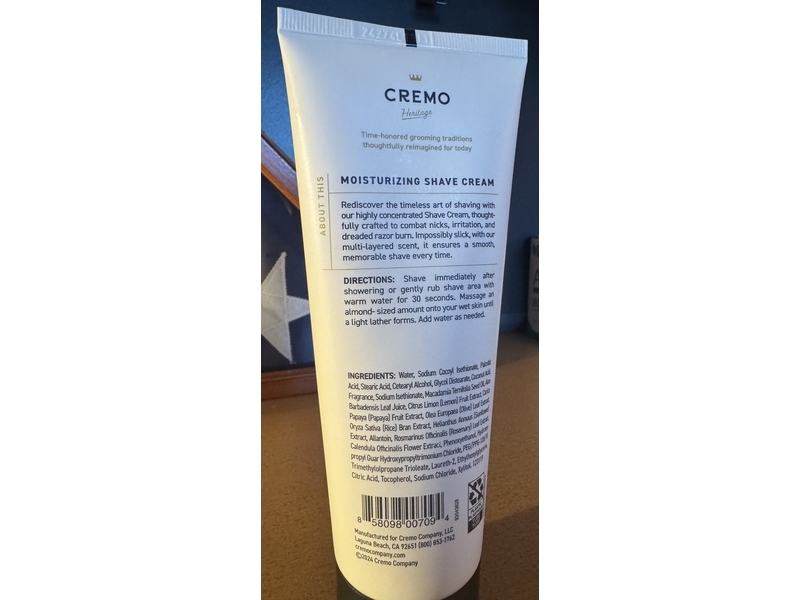 CREMO
Heritage
Time-honored grooming traditions
thoughtfully reimagined for today
ABOUT THIS
MOISTURIZING SHAVE CREAM
Rediscover the timeless art of shaving with
our highly concentrated Shave Cream, thought-
fully crafted to combat nicks, irritation, and
dreaded razor burn. Impossibly slick, with our
multi-layered scent, it ensures a smooth,
memorable shave every time.
DIRECTIONS: Shave immediately after
showering or gently rub shave area with
warm water for 30 seconds. Massage an
almond- sized amount onto your wet skin until
a light lather forms. Add water as needed.
INGREDIENTS: Water, Sodium Cocoyl Isethionate, Palmitic
Acid, Stearic Acid, Cetearyl Alcohol, Glycol Distearate, Coconut Acid,
Fragrance, Sodium Isethionate, Macadamia Ternifolia Seed Oil, Aloe
Barbadensis Leaf Juice, Citrus Limon (Lemon) Fruit Extract, Carica
Papaya (Papaya) Fruit Extract, Olea Europaea (Olive) Leaf Extract,
Oryza Sativa (Rice) Bran Extract, Helianthus Annuus (Sunflower)
Extract, Allantoin, Rosmarinus Officinalis (Rosemary) Leaf Extract,
Calendula Officinalis Flower Extract, Phenoxyethanol, Hydroxy-
propyl Guar Hydroxypropyltrimonium Chloride,
Trimethylolpropane Trioleate, Laureth-2, Ethylhexylglycerin,
Citric Acid, Tocopherol, Sodium Chloride, Xylitol.
8 58098 00709 4
Manufactured for Cremo Company, LLC
Laguna Beach, CA 92651 (800) 853-1762
cremocompany.com
©2024 Cremo Company